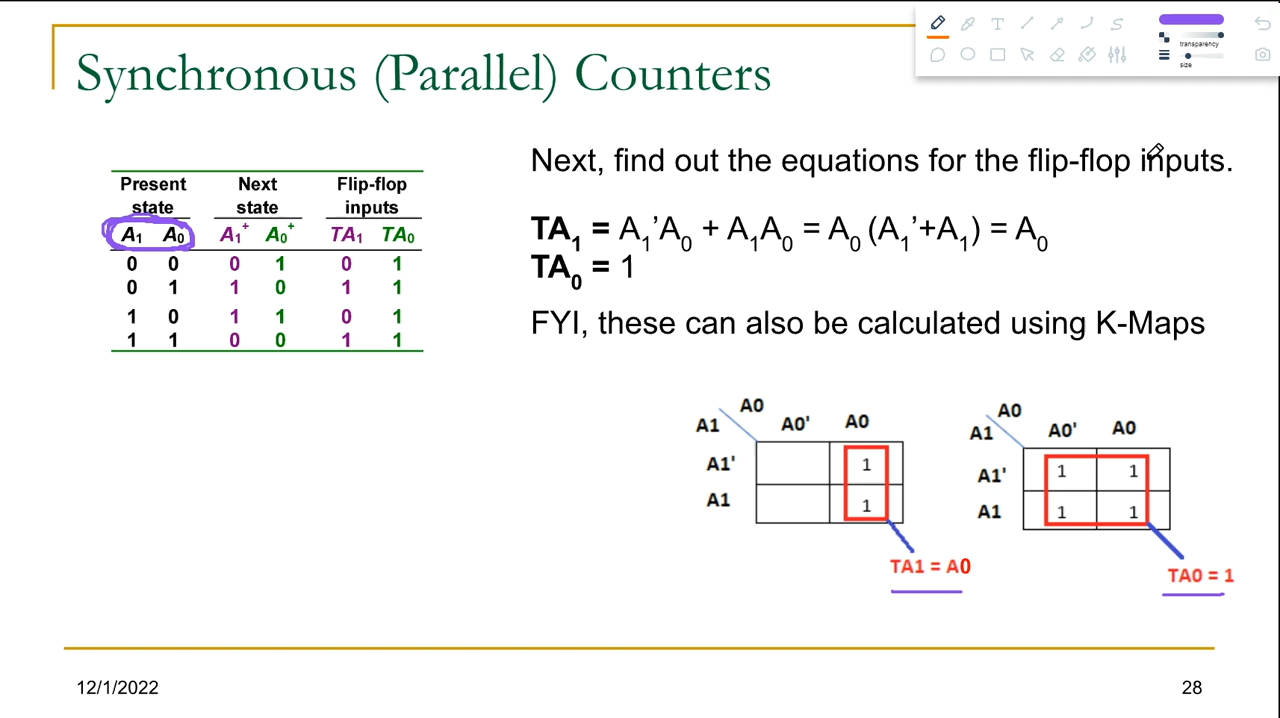 transparency
size
Synchronous (Parallel) Counters
Next, find out the equations for the flip-flop inputs.
Present state Next state Flip-flop inputs
A1 A0 A1+ A0+ TA1 TA0
0 0 0 1 0 1
0 1 1 0 1 1
1 0 1 1 0 1
1 1 0 0 1 1
TA1 = A1’A0 + A1A0 = A0 (A1’+A1) = A0
TA0 = 1
FYI, these can also be calculated using K-Maps
A0
A1 A0' A0
A1' 1
A1 1
TA1 = A0
A0
A1 A0' A0
A1' 1 1
A1 1 1
TA0 = 1
12/1/2022
28